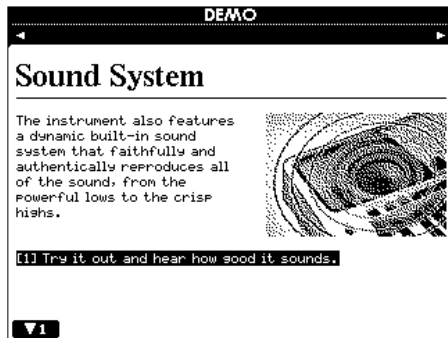 DEMO
Sound System
The instrument also features
a dynamic built-in sound
system that faithfully and
authentically reproduces all
of the sound, from the
powerful lows to the crisp
highs.
[1] Try it out and hear how good it sounds.
▼1